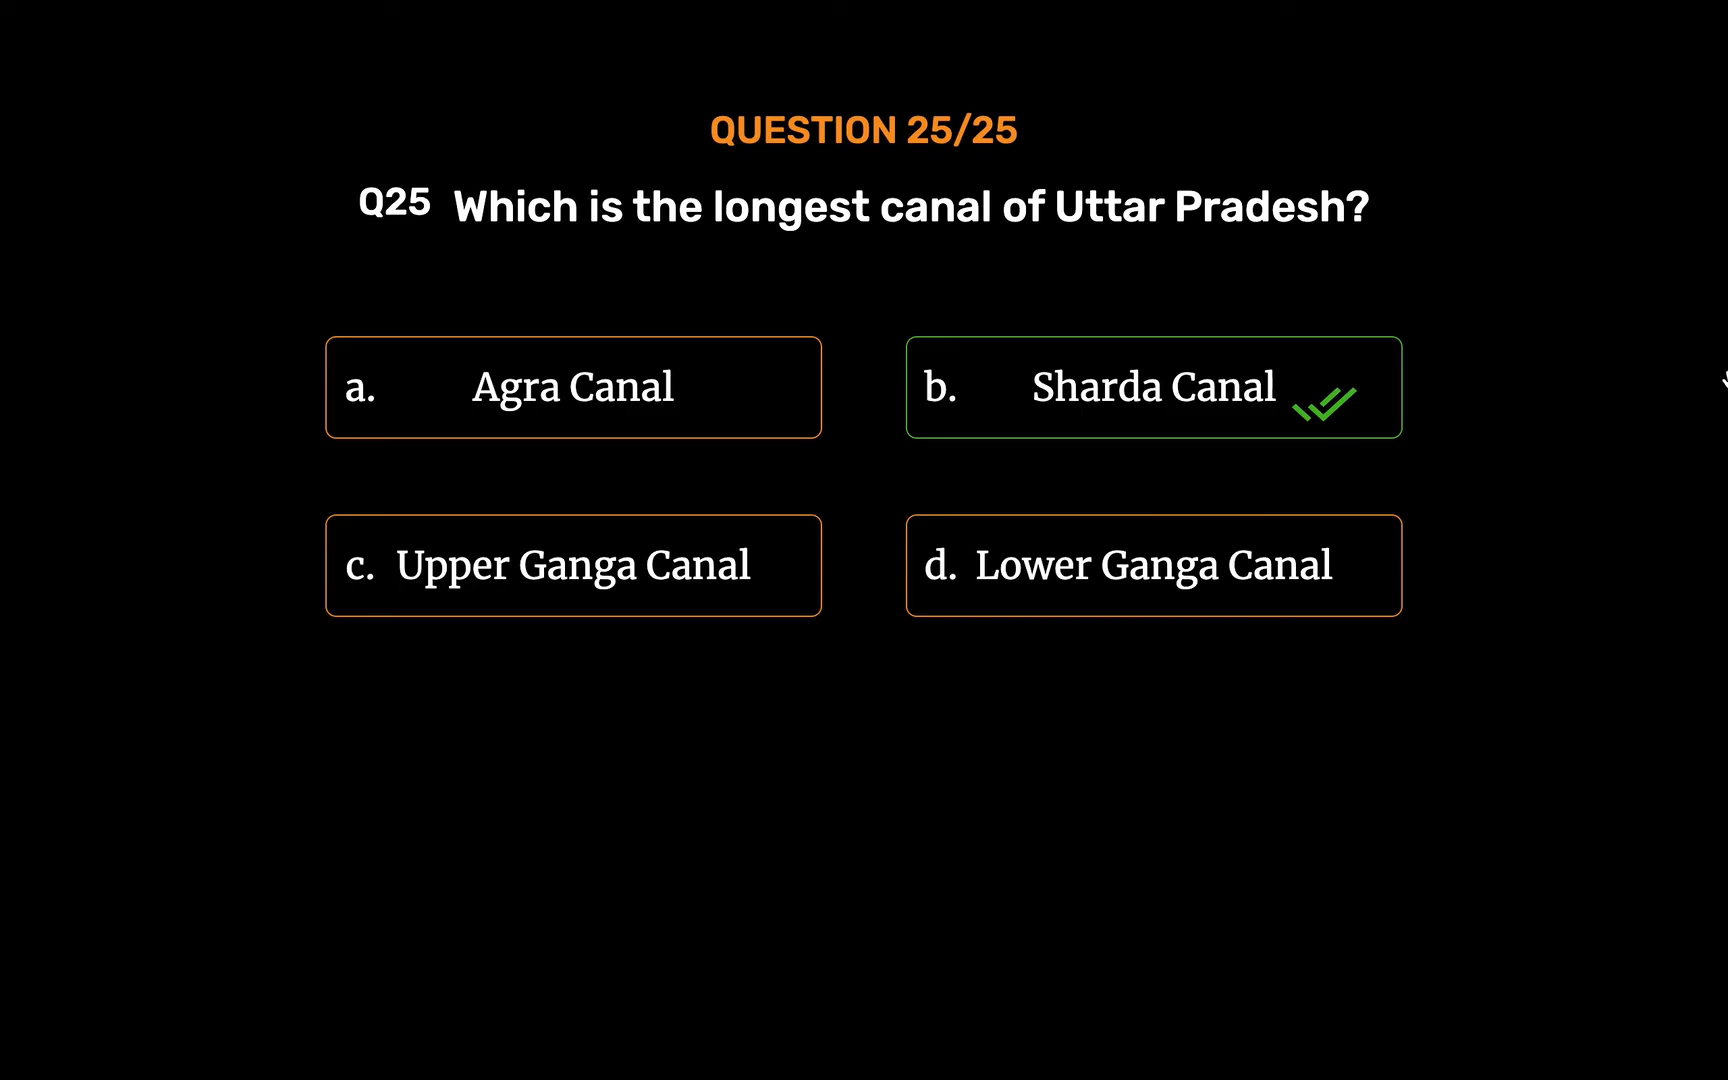 QUESTION 25/25
Q25 Which is the longest canal of Uttar Pradesh?
a. Agra Canal
b. Sharda Canal
c. Upper Ganga Canal
d. Lower Ganga Canal